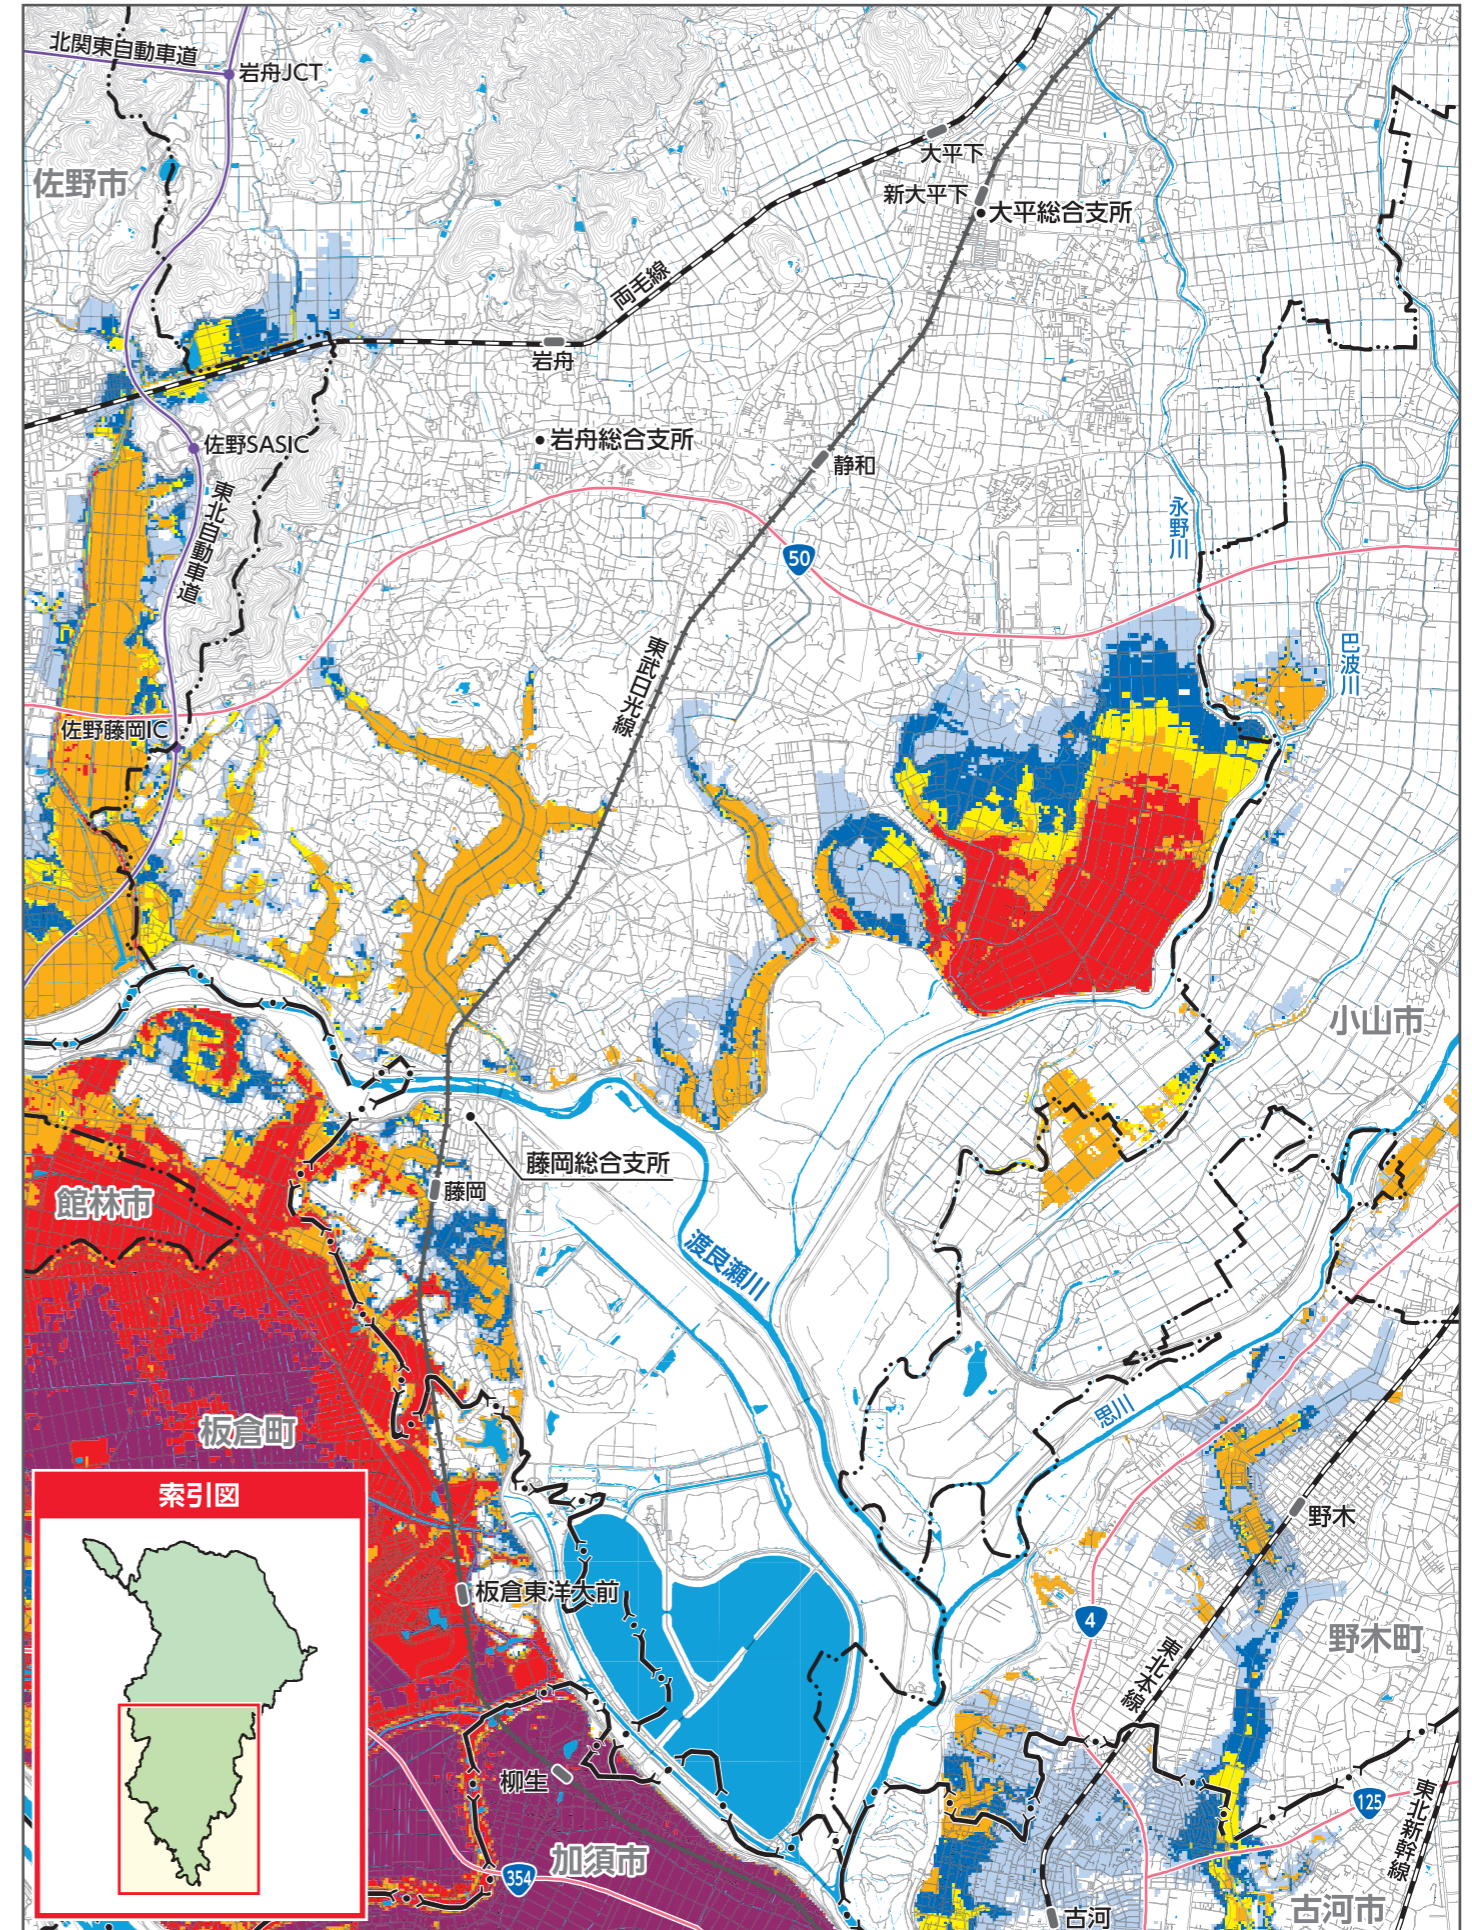 北関東自動車道
岩舟JCT
佐野市
大平下
新大平下
大平総合支所
両毛線
岩舟
佐野SASIC
岩舟総合支所
静和
東北自動車道
永野川
50
巴波川
東武日光線
佐野藤岡IC
小山市
藤岡総合支所
館林市
藤岡
渡良瀬川
板倉町
思川
索引図
野木
板倉東洋大前
4
野木町
東北本線
柳生
125
東北新幹線
加須市
354
古河市
古河